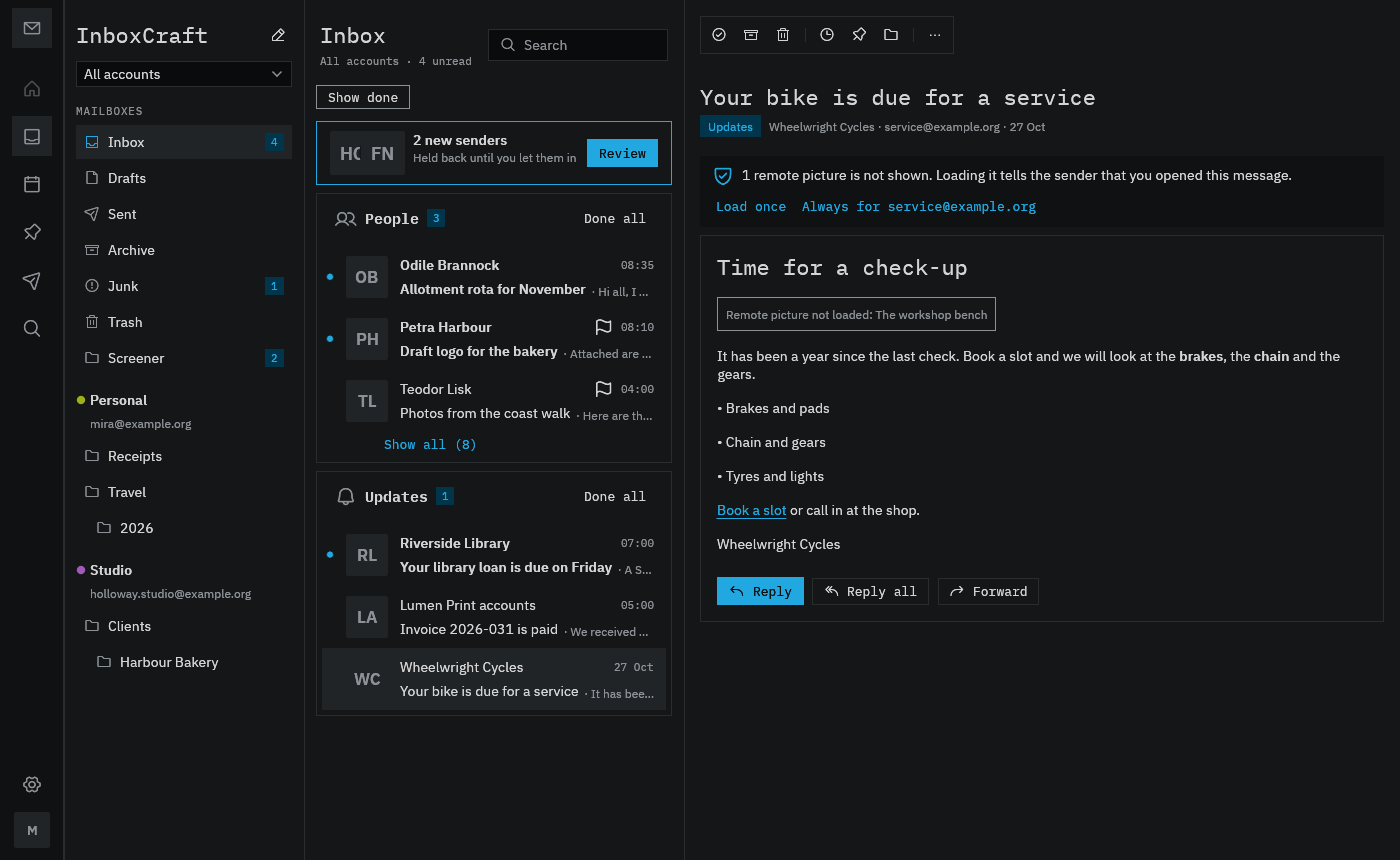 InboxCraft
All accounts
MAILBOXES
Inbox 4
Drafts
Sent
Archive
Junk 1
Trash
Screener 2
Personal
mira@example.org
Receipts
Travel
2026
Studio
holloway.studio@example.org
Clients
Harbour Bakery
M
Inbox
All accounts · 4 unread
Search
Show done
HC FN
2 new senders
Held back until you let them in
Review
People 3 Done all
OB Odile Brannock 08:35
Allotment rota for November · Hi all, I …
PH Petra Harbour 08:10
Draft logo for the bakery · Attached are …
TL Teodor Lisk 04:00
Photos from the coast walk · Here are th…
Show all (8)
Updates 1 Done all
RL Riverside Library 07:00
Your library loan is due on Friday · A S…
LA Lumen Print accounts 05:00
Invoice 2026-031 is paid · We received …
WC Wheelwright Cycles 27 Oct
Your bike is due for a service · It has bee…
Your bike is due for a service
Updates Wheelwright Cycles · service@example.org · 27 Oct
1 remote picture is not shown. Loading it tells the sender that you opened this message.
Load once Always for service@example.org
Time for a check-up
Remote picture not loaded: The workshop bench
It has been a year since the last check. Book a slot and we will look at the brakes, the chain and the
gears.
• Brakes and pads
• Chain and gears
• Tyres and lights
Book a slot or call in at the shop.
Wheelwright Cycles
Reply Reply all Forward